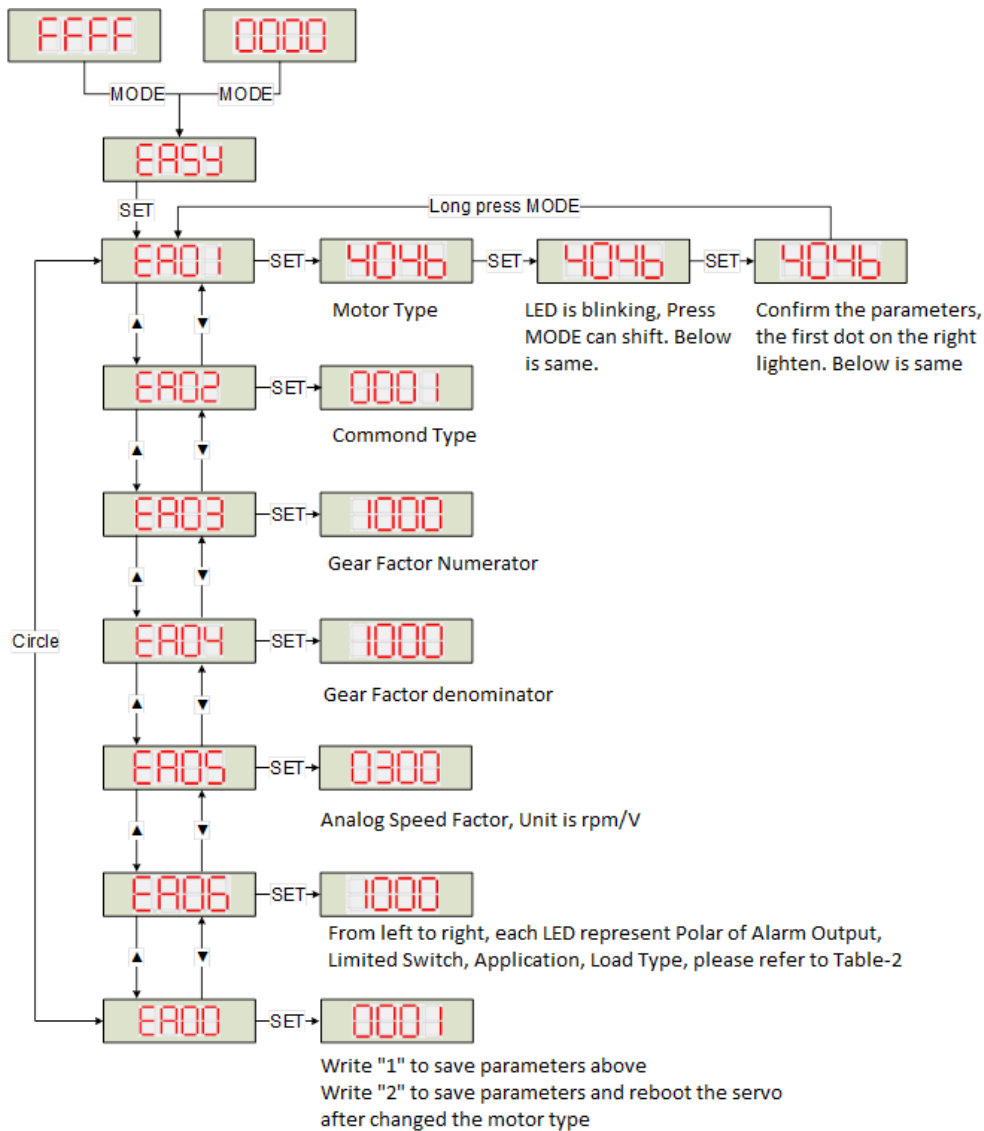 FFFF 0000
MODE MODE
EASY
SET
Long press MODE
EA01 SET 4046 SET 4046 SET 4046
Motor Type
LED is blinking, Press
MODE can shift. Below
is same.
Confirm the parameters,
the first dot on the right
lighten. Below is same
▲ ▼
EA02 SET 0001
Commond Type
▲ ▼
EA03 SET 1000
Gear Factor Numerator
▲ ▼
Circle
EA04 SET 1000
Gear Factor denominator
▲ ▼
EA05 SET 0300
Analog Speed Factor, Unit is rpm/V
▲ ▼
EA06 SET 1000
From left to right, each LED represent Polar of Alarm Output,
Limited Switch, Application, Load Type, please refer to Table-2
▲ ▼
EA00 SET 0001
Write "1" to save parameters above
Write "2" to save parameters and reboot the servo
after changed the motor type